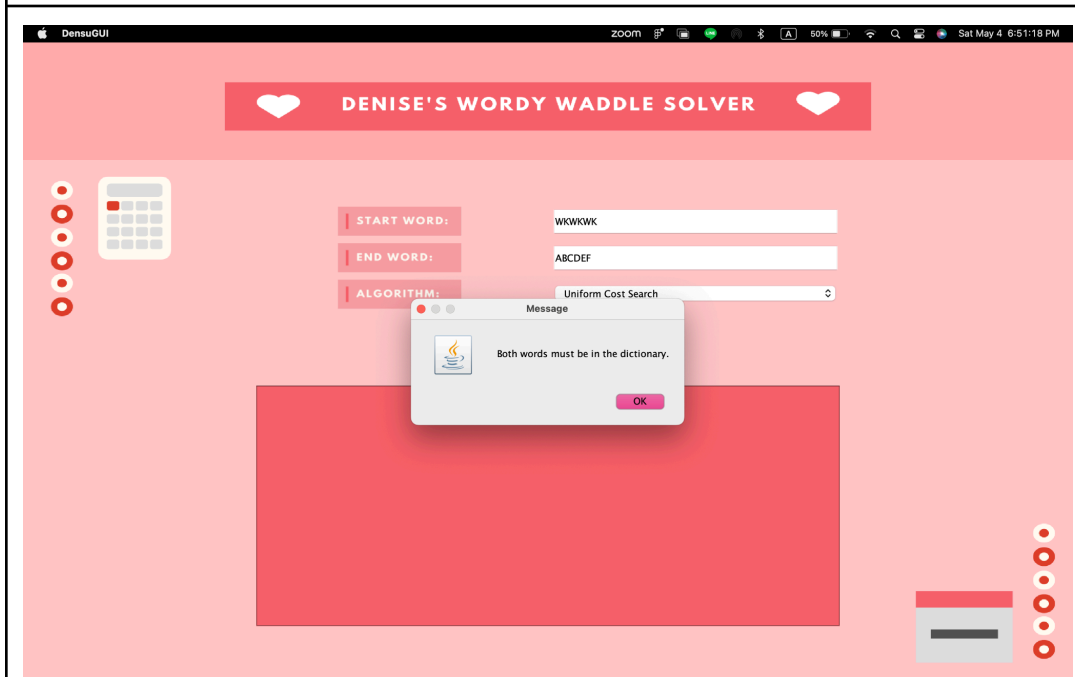 DensuGUI
zoom A 50% Sat May 4 6:51:18 PM
DENISE'S WORDY WADDLE SOLVER
START WORD:
WKWKWK
END WORD:
ABCDEF
ALGORITHM:
Uniform Cost Search
Message
Both words must be in the dictionary.
OK